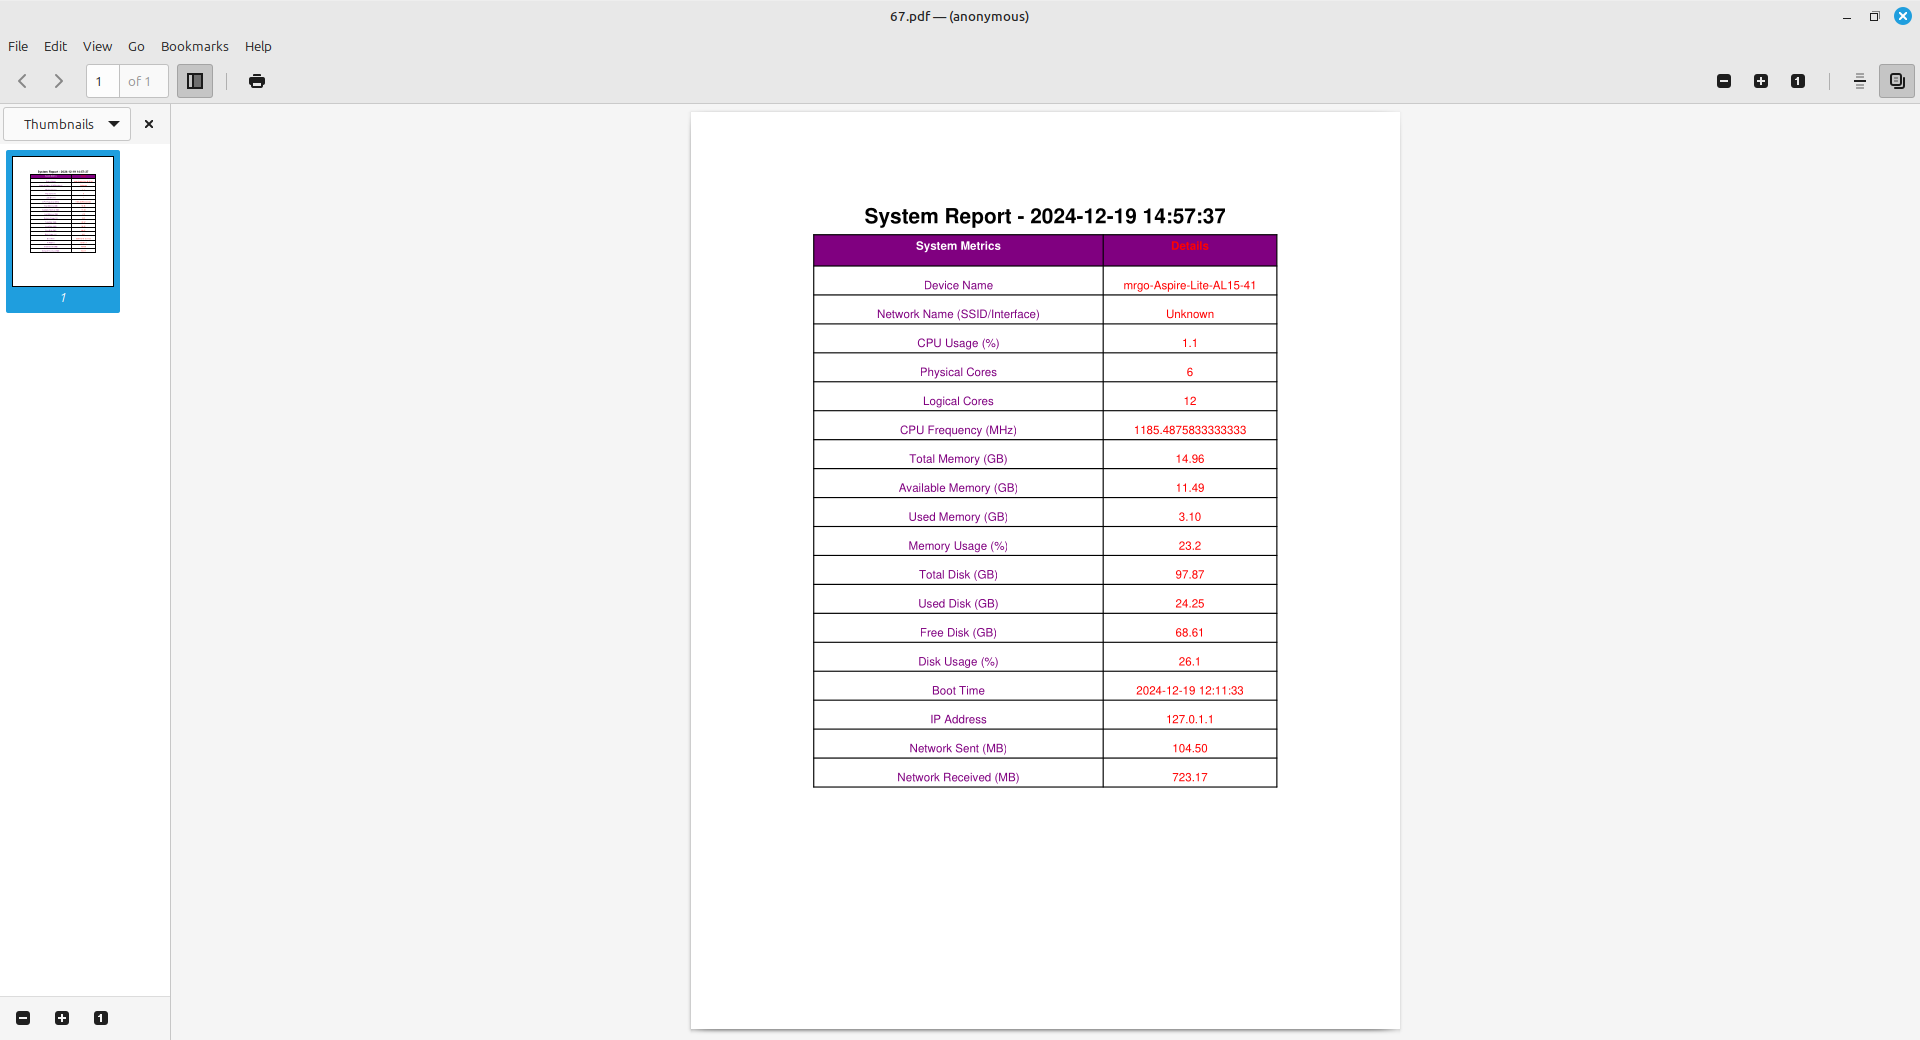 67.pdf — (anonymous)
File Edit View Go Bookmarks Help
1 of 1
Thumbnails
1
System Report - 2024-12-19 14:57:37
System Metrics Details
Device Name mrgo-Aspire-Lite-AL15-41
Network Name (SSID/Interface) Unknown
CPU Usage (%) 1.1
Physical Cores 6
Logical Cores 12
CPU Frequency (MHz) 1185.4875833333333
Total Memory (GB) 14.96
Available Memory (GB) 11.49
Used Memory (GB) 3.10
Memory Usage (%) 23.2
Total Disk (GB) 97.87
Used Disk (GB) 24.25
Free Disk (GB) 68.61
Disk Usage (%) 26.1
Boot Time 2024-12-19 12:11:33
IP Address 127.0.1.1
Network Sent (MB) 104.50
Network Received (MB) 723.17